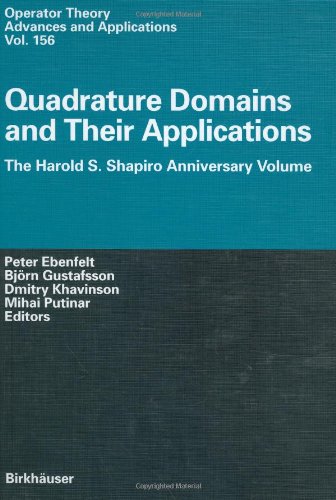 Operator Theory
Advances and Applications
Vol. 156
Quadrature Domains
and Their Applications
The Harold S. Shapiro Anniversary Volume
Peter Ebenfelt
Björn Gustafsson
Dmitry Khavinson
Mihai Putinar
Editors
Birkhäuser